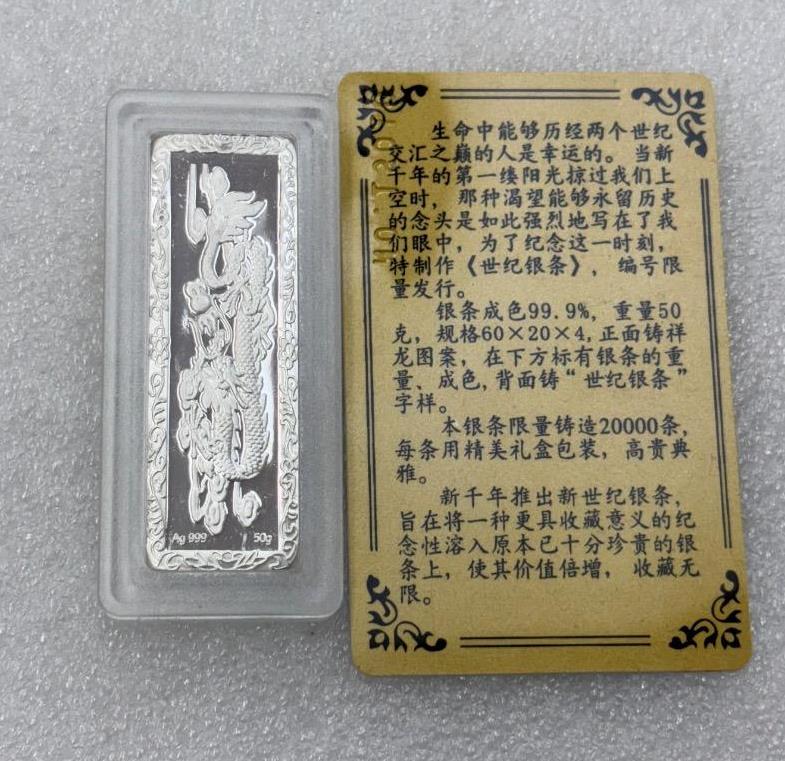 Ag 999 50g
生命中能够历经两个世纪
交汇之巅的人是幸运的。当新
千年的第一缕阳光掠过我们上
空时，那种渴望能够永留历史
的念头是如此强烈地写在了我
们眼中，为了纪念这一时刻，
特制作《世纪银条》，编号限
量发行。
银条成色99.9%，重量50
克，规格60×20×4,正面铸祥
龙图案，在下方标有银条的重
量、成色,背面铸“世纪银条”
字样。
本银条限量铸造20000条，
每条用精美礼盒包装，高贵典
雅。
新千年推出新世纪银条，
旨在将一种更具收藏意义的纪
念性溶入原本已十分珍贵的银
条上，使其价值倍增，收藏无
限。